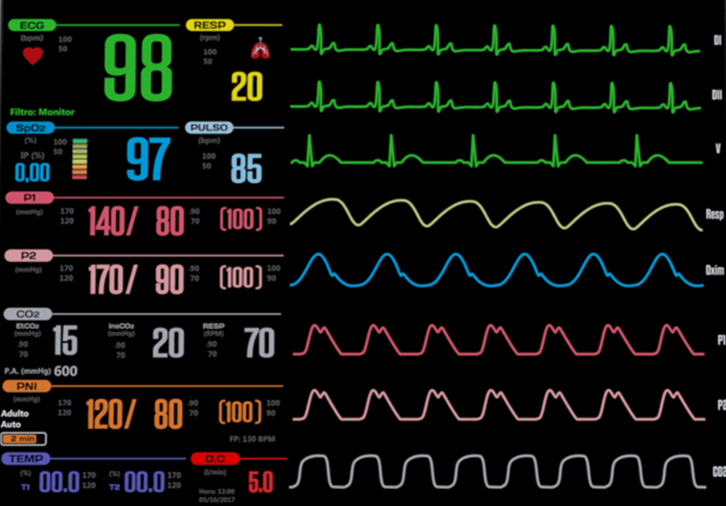 ECG
(bpm)
100
50
98
Filtro: Monitor
RESP
(rpm)
100
50
20
DI
DII
SpO2
(%)
100
50
IP (%)
0,00
97
PULSO
(bpm)
100
50
85
V
P1
(mmHg)
170
120
140/ 80
.90
70
(100)
100
90
Resp
P2
(mmHg)
170
120
170/ 90
.90
70
(100)
100
90
Oxim
CO2
EtCO2
(mmHg)
.90
70
15
InsCO2
(mmHg)
.90
70
20
RESP
(RPM)
.90
70
70
P.A. (mmHg) 600
P1
PNI
(mmHg)
170
120
120/ 80
.90
70
(100)
100
90
Adulto
Auto
2 min
FP: 130 BPM
P2
TEMP
(%)
T1
00.0
170
120
(%)
T2
00.0
170
120
D.C
(l/min)
Hora: 12:00
05/10/2017
5.0
CO2